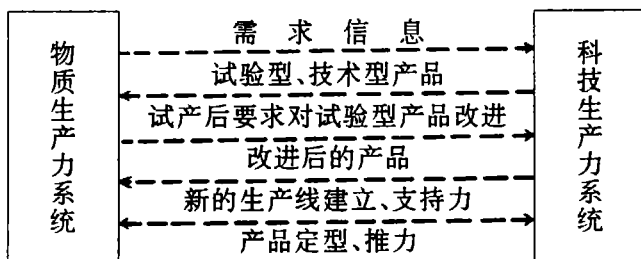 物质生产力系统
需求信息
试验型、技术型产品
试产后要求对试验型产品改进
改进后的产品
新的生产线建立、支持力
产品定型、推力
科技生产力系统